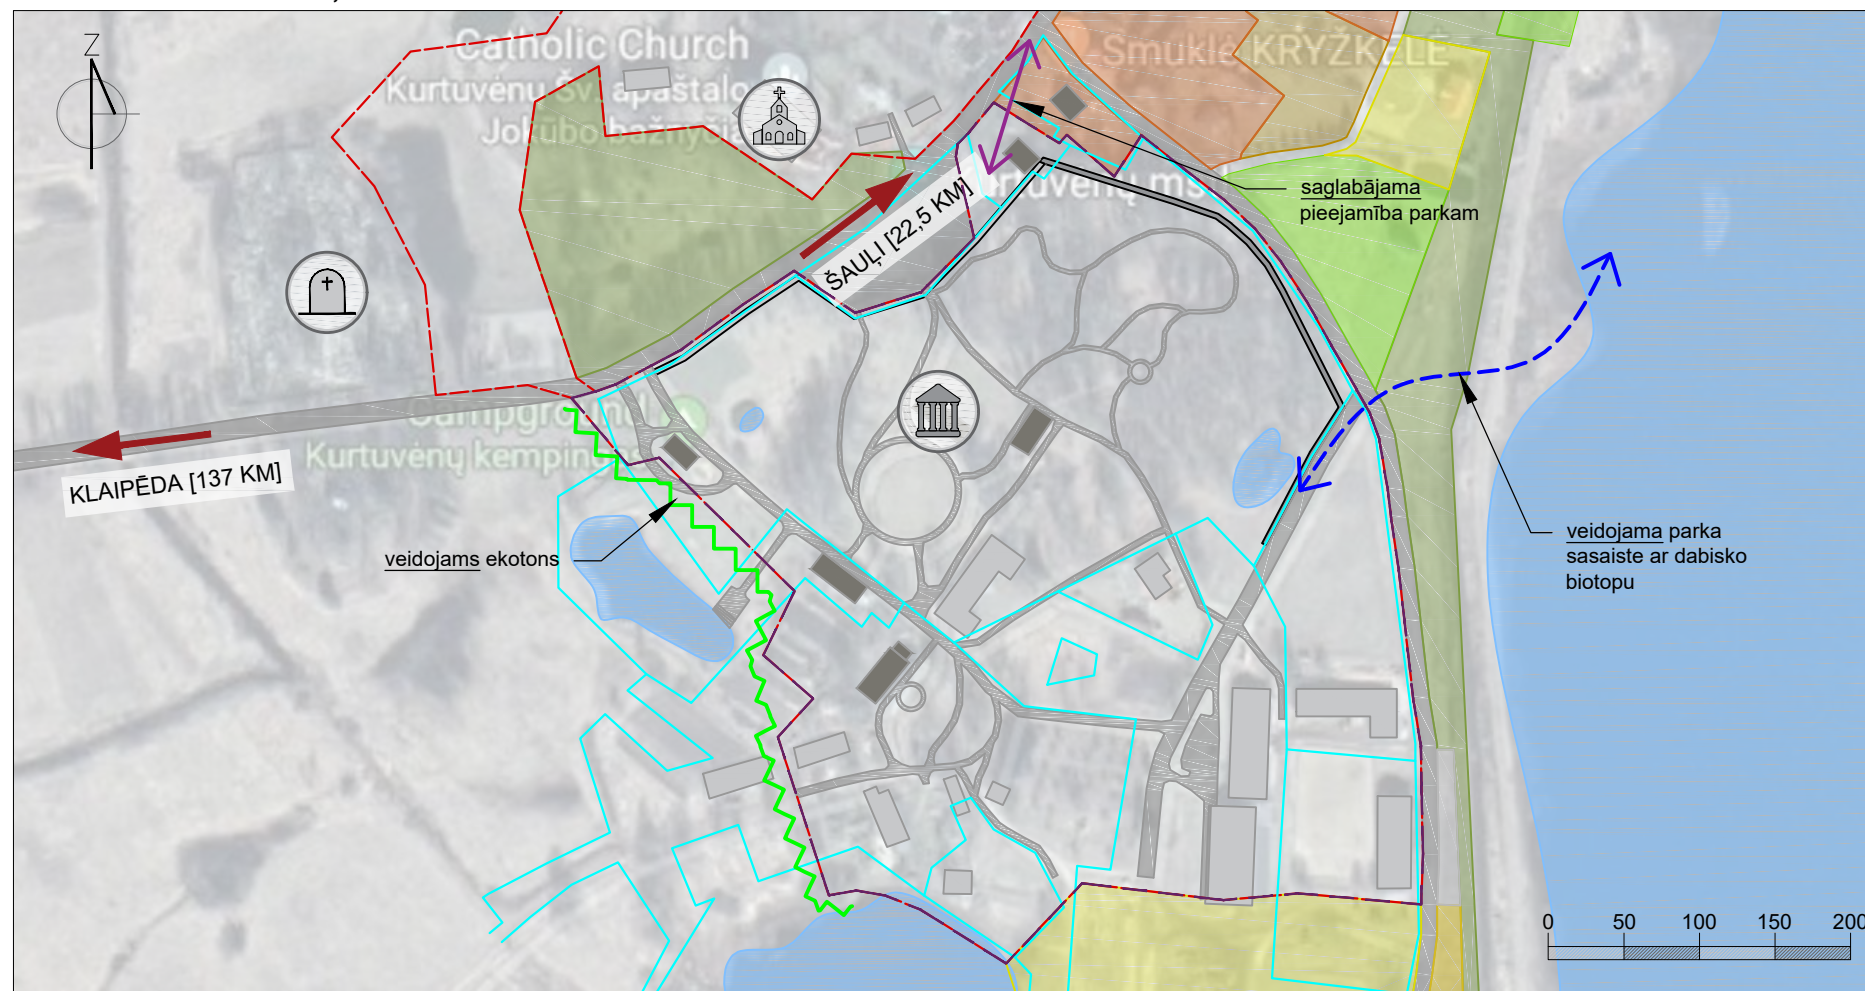 Z
Catholic Church
Kurtuvėnų Šv. apaštalo
Jokūbo bažnyčia
Smuklė KRYŽKELĖ
saglabājama
pieejamība parkam
ŠAUĻI [22,5 KM]
Campground
Kurtuvėnų kempin
KLAIPĒDA [137 KM]
veidojams ekotons
veidojama parka
sasaiste ar dabisko
biotopu
0 50 100 150 200